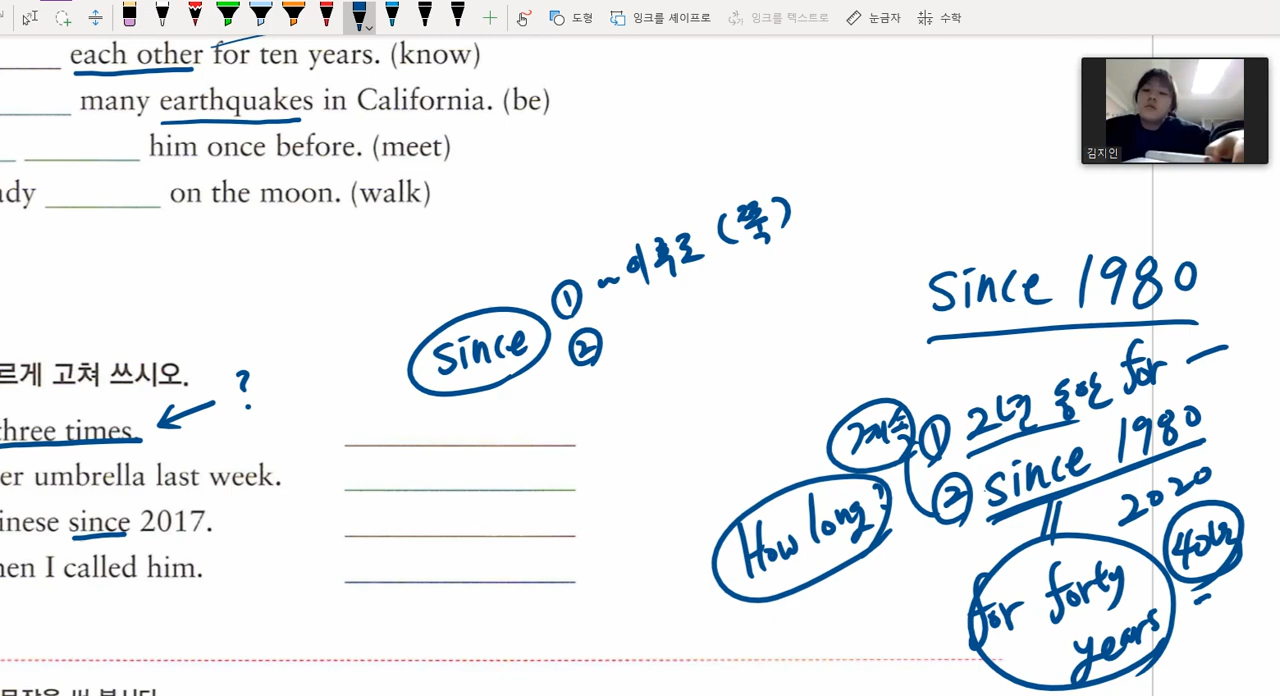 도형
잉크를 셰이프로
잉크를 텍스트로
눈금자
수학
each other for ten years. (know)
many earthquakes in California. (be)
him once before. (meet)
ady on the moon. (walk)
김지인
since
① ~이후로 (쭉)
②
since 1980
르게 고쳐 쓰시오.
?
three times.
er umbrella last week.
inese since 2017.
hen I called him.
계속
① 2년 동안 for
② since 1980
How long?
2020
40년
for forty
years